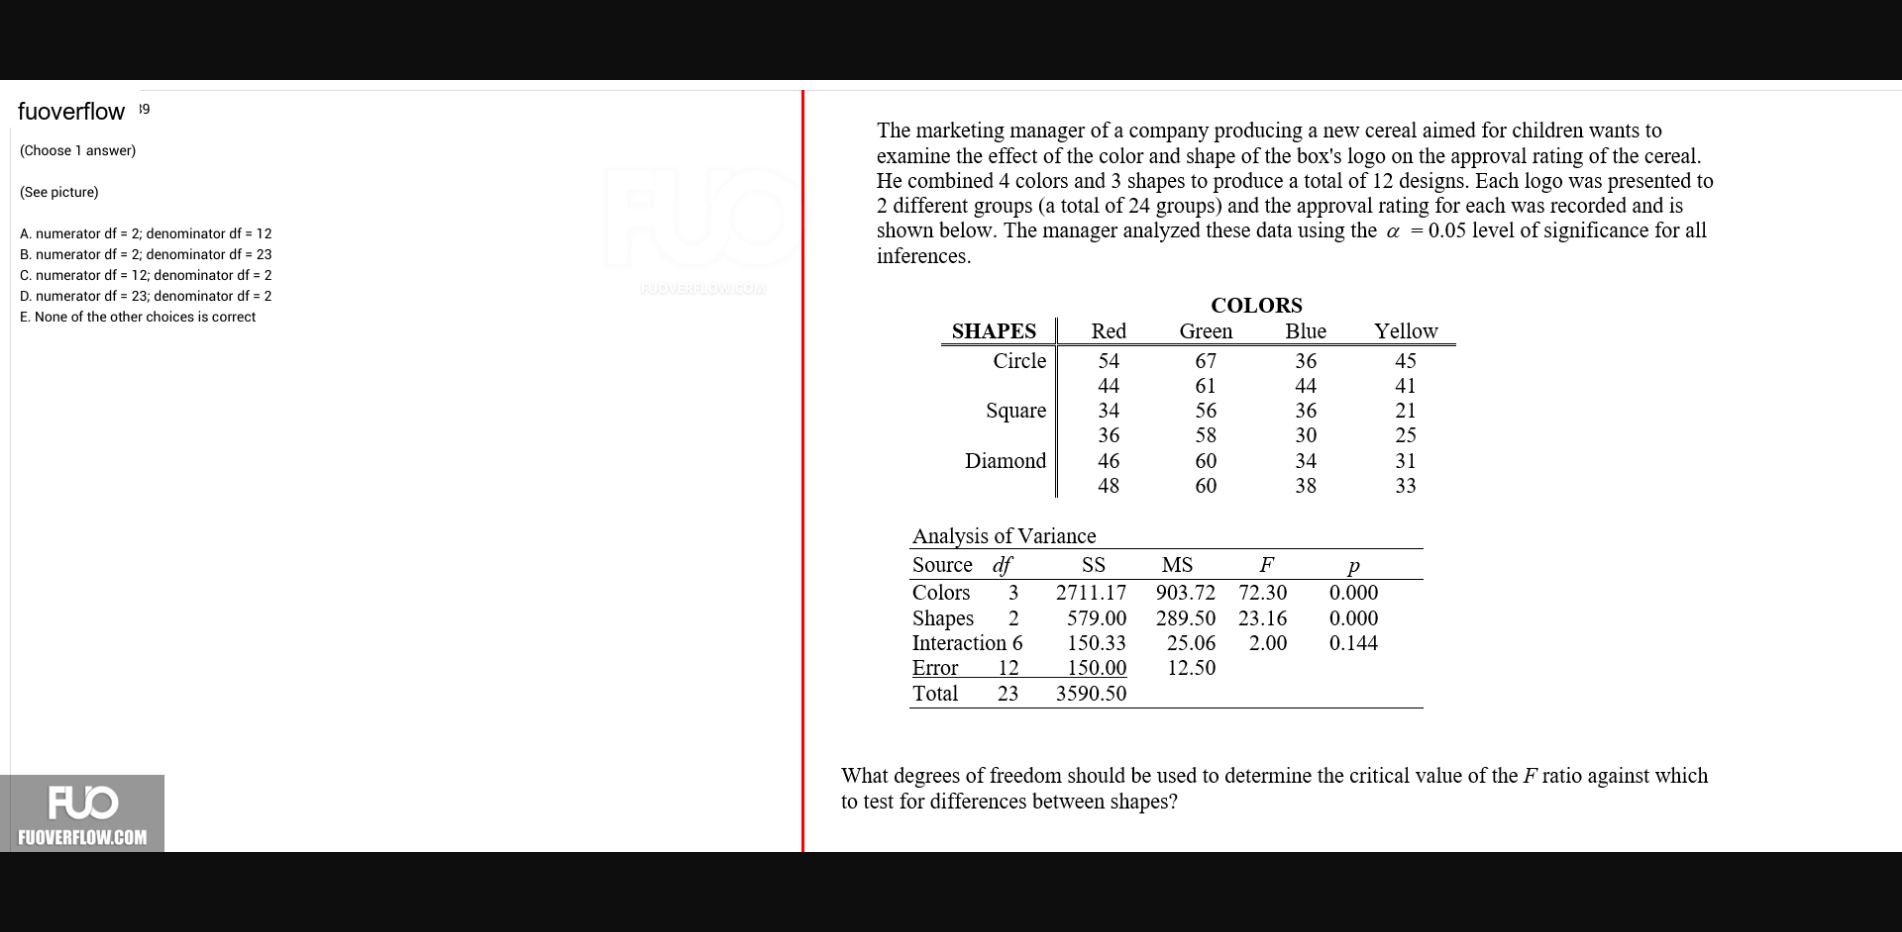 fuoverflow 39
(Choose 1 answer)
(See picture)
A. numerator df = 2; denominator df = 12
B. numerator df = 2; denominator df = 23
C. numerator df = 12; denominator df = 2
D. numerator df = 23; denominator df = 2
E. None of the other choices is correct
FUO
FUOVERFLOW.COM
FUO
FUOVERFLOW.COM
The marketing manager of a company producing a new cereal aimed for children wants to
examine the effect of the color and shape of the box's logo on the approval rating of the cereal.
He combined 4 colors and 3 shapes to produce a total of 12 designs. Each logo was presented to
2 different groups (a total of 24 groups) and the approval rating for each was recorded and is
shown below. The manager analyzed these data using the α = 0.05 level of significance for all
inferences.
COLORS
SHAPES Red Green Blue Yellow
Circle 54 67 36 45
44 61 44 41
Square 34 56 36 21
36 58 30 25
Diamond 46 60 34 31
48 60 38 33
Analysis of Variance
Source df SS MS F p
Colors 3 2711.17 903.72 72.30 0.000
Shapes 2 579.00 289.50 23.16 0.000
Interaction 6 150.33 25.06 2.00 0.144
Error 12 150.00 12.50
Total 23 3590.50
What degrees of freedom should be used to determine the critical value of the F ratio against which
to test for differences between shapes?